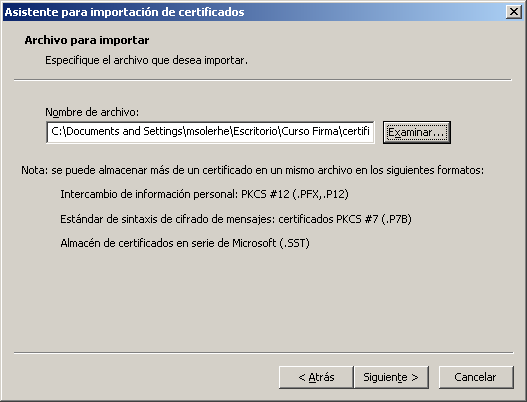 Asistente para importación de certificados
Archivo para importar
Especifique el archivo que desea importar.
Nombre de archivo:
C:\Documents and Settings\msolerhe\Escritorio\Curso Firma\certifi
Examinar...
Nota: se puede almacenar más de un certificado en un mismo archivo en los siguientes formatos:
Intercambio de información personal: PKCS #12 (.PFX,.P12)
Estándar de sintaxis de cifrado de mensajes: certificados PKCS #7 (.P7B)
Almacén de certificados en serie de Microsoft (.SST)
< Atrás
Siguiente >
Cancelar